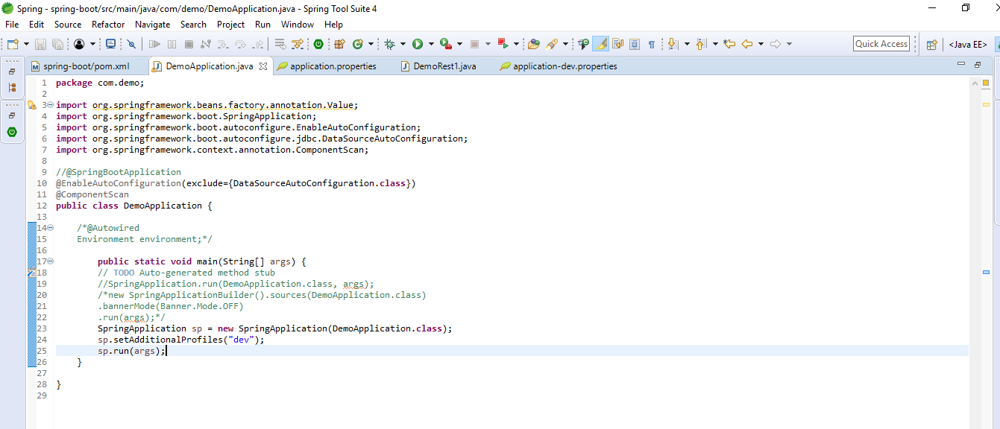 Spring - spring-boot/src/main/java/com/demo/DemoApplication.java - Spring Tool Suite 4
File Edit Source Refactor Navigate Search Project Run Window Help
Quick Access
<Java EE>
spring-boot/pom.xml DemoApplication.java application.properties DemoRest1.java application-dev.properties
1 package com.demo;
2
3 import org.springframework.beans.factory.annotation.Value;
4 import org.springframework.boot.SpringApplication;
5 import org.springframework.boot.autoconfigure.EnableAutoConfiguration;
6 import org.springframework.boot.autoconfigure.jdbc.DataSourceAutoConfiguration;
7 import org.springframework.context.annotation.ComponentScan;
8
9 //@SpringBootApplication
10 @EnableAutoConfiguration(exclude={DataSourceAutoConfiguration.class})
11 @ComponentScan
12 public class DemoApplication {
13
14 /*@Autowired
15 Environment environment;*/
16
17 public static void main(String[] args) {
18 // TODO Auto-generated method stub
19 //SpringApplication.run(DemoApplication.class, args);
20 /*new SpringApplicationBuilder().sources(DemoApplication.class)
21 .bannerMode(Banner.Mode.OFF)
22 .run(args);*/
23 SpringApplication sp = new SpringApplication(DemoApplication.class);
24 sp.setAdditionalProfiles("dev");
25 sp.run(args);
26 }
27
28 }
29